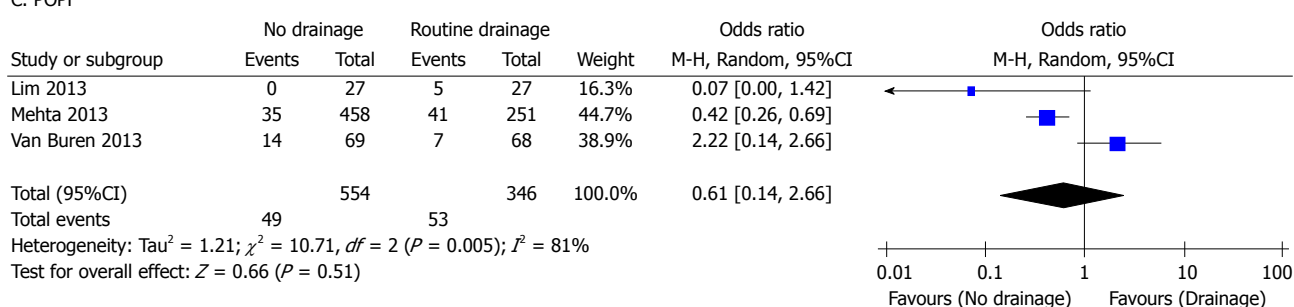 C. POPF
No drainage Routine drainage Odds ratio Odds ratio
Study or subgroup Events Total Events Total Weight M-H, Random, 95%CI M-H, Random, 95%CI
Lim 2013 0 27 5 27 16.3% 0.07 [0.00, 1.42]
Mehta 2013 35 458 41 251 44.7% 0.42 [0.26, 0.69]
Van Buren 2013 14 69 7 68 38.9% 2.22 [0.14, 2.66]
Total (95%CI) 554 346 100.0% 0.61 [0.14, 2.66]
Total events 49 53
Heterogeneity: Tau² = 1.21; χ² = 10.71, df = 2 (P = 0.005); I² = 81%
Test for overall effect: Z = 0.66 (P = 0.51)
0.01 0.1 1 10 100
Favours (No drainage) Favours (Drainage)